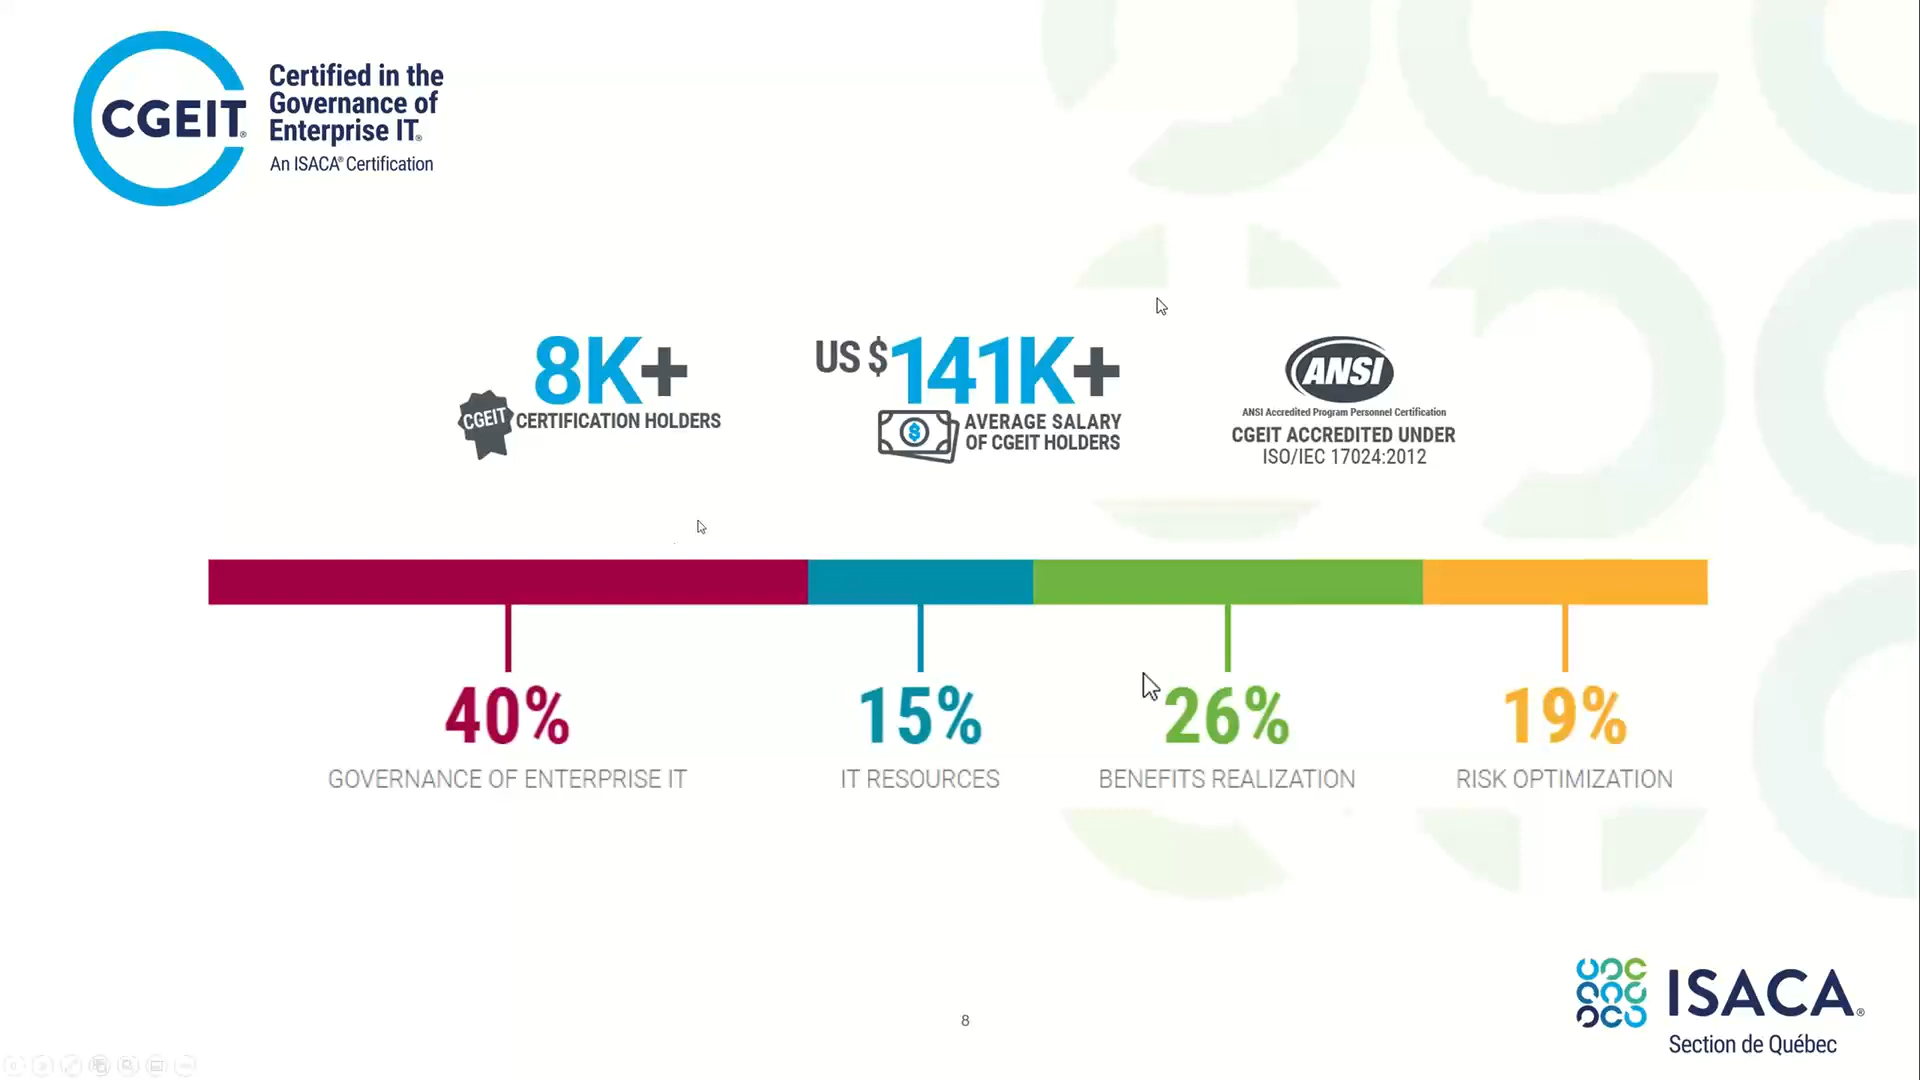 CGEIT®
Certified in the
Governance of
Enterprise IT®
An ISACA® Certification
8K+
CGEIT
CERTIFICATION HOLDERS
US $141K+
$
AVERAGE SALARY
OF CGEIT HOLDERS
ANSI
ANSI Accredited Program Personnel Certification
CGEIT ACCREDITED UNDER
ISO/IEC 17024:2012
40%
GOVERNANCE OF ENTERPRISE IT
15%
IT RESOURCES
26%
BENEFITS REALIZATION
19%
RISK OPTIMIZATION
8
ISACA®
Section de Québec